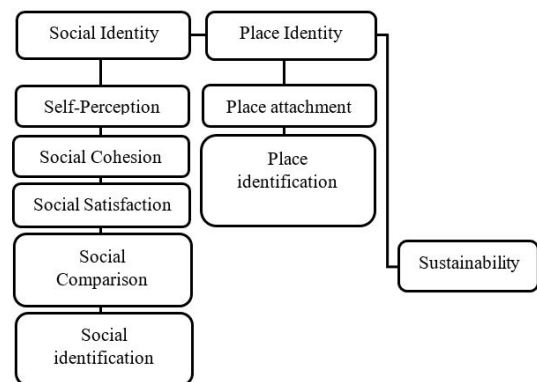 Social Identity
Place Identity
Self-Perception
Place attachment
Social Cohesion
Place
identification
Social Satisfaction
Social
Comparison
Sustainability
Social
identification